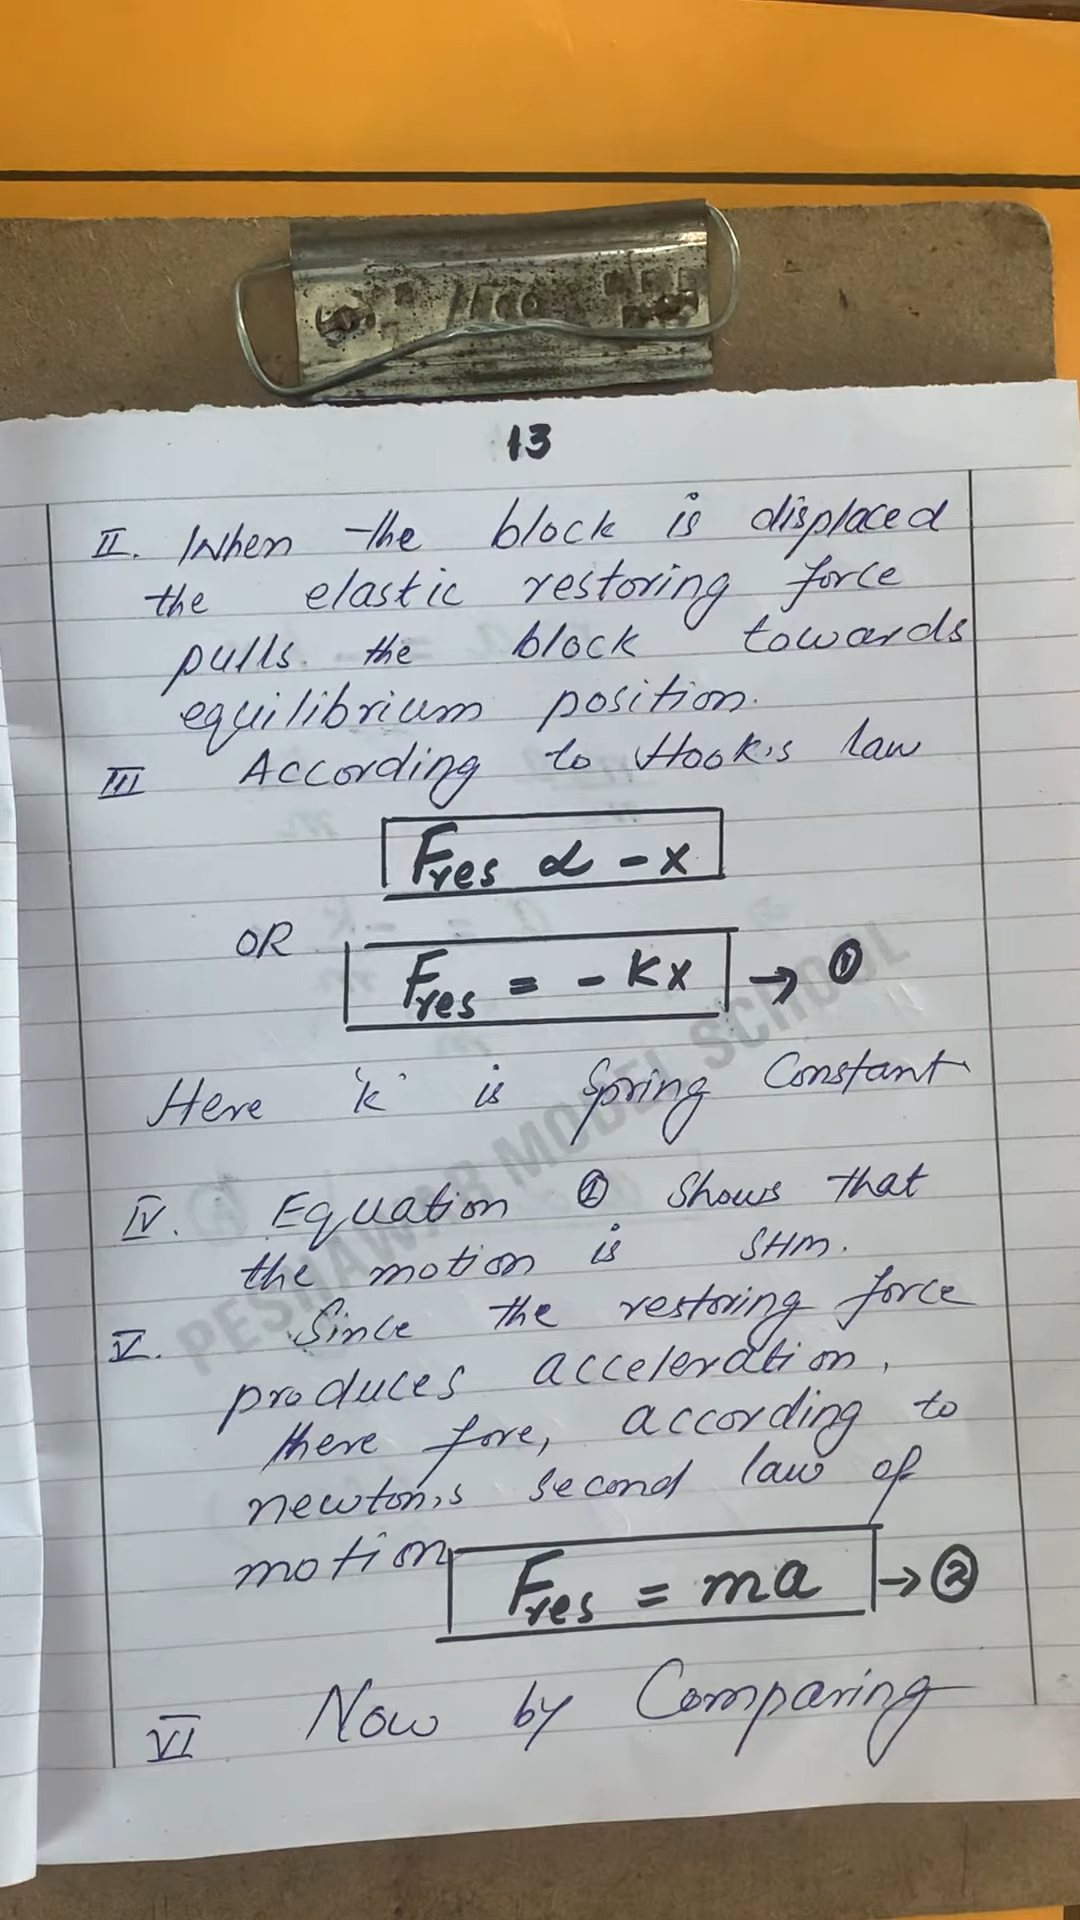 13
II. When the block is displaced
the elastic restoring force
pulls the block towards
equilibrium position.
III According to Hook's law
Fres α -x
OR
Fres = - Kx → ①
Here 'k' is Spring Constant
IV. Equation ① Shows that
the motion is SHM.
V. Since the restoring force
produces acceleration,
there fore, according to
newton's second law of
motion
Fres = ma → ②
VI Now by Comparing
PESHAWAR MODEL SCHOOL